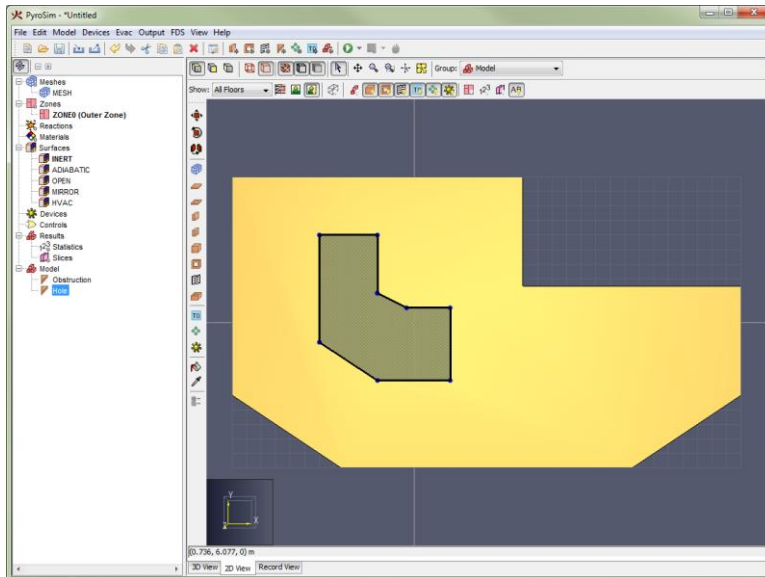 PyroSim - *Untitled
File Edit Model Devices Evac Output FDS View Help
Group: Model
Show: All Floors
Meshes
MESH
Zones
ZONE0 (Outer Zone)
Reactions
Materials
Surfaces
INERT
ADIABATIC
OPEN
MIRROR
HVAC
Devices
Controls
Results
Statistics
Slices
Model
Obstruction
Hole
Y
X
Z
(0.736, 6.077, 0) m
3D View 2D View Record View